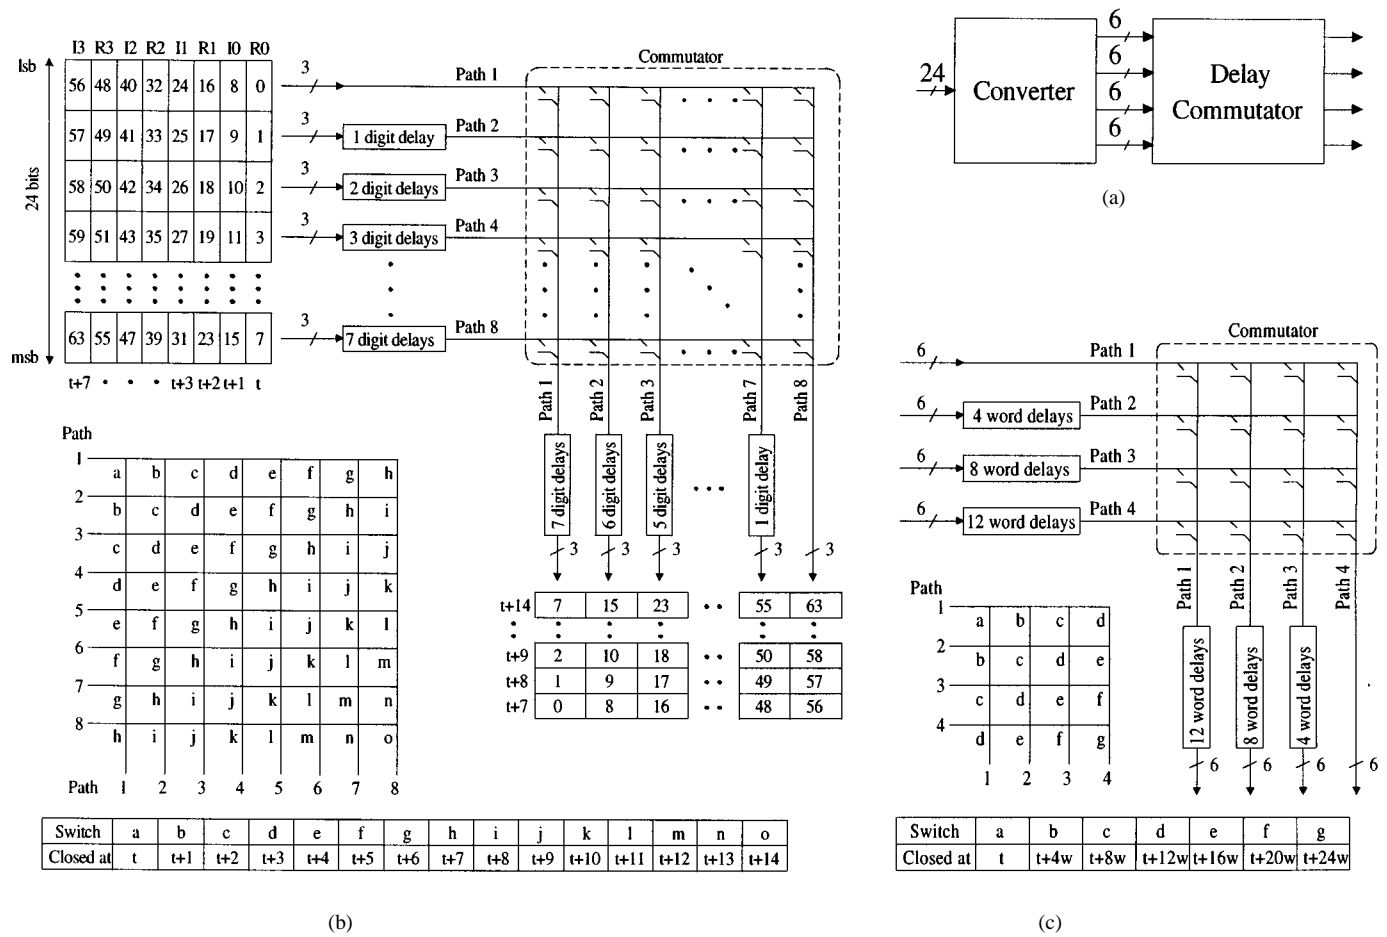 24
6
6
6
6
Converter
Delay
Commutator
(a)
I3 R3 I2 R2 I1 R1 I0 R0
lsb
24 bits
msb
56 48 40 32 24 16 8 0
57 49 41 33 25 17 9 1
58 50 42 34 26 18 10 2
59 51 43 35 27 19 11 3
63 55 47 39 31 23 15 7
t+7 t+3 t+2 t+1 t
3
3
3
3
3
1 digit delay
2 digit delays
3 digit delays
7 digit delays
Path 1
Path 2
Path 3
Path 4
Path 8
Commutator
Path 1
Path 2
Path 3
Path 7
Path 8
7 digit delays
6 digit delays
5 digit delays
1 digit delay
3 3 3 3 3
t+14 7 15 23 55 63
t+9 2 10 18 50 58
t+8 1 9 17 49 57
t+7 0 8 16 48 56
Path
1 a b c d e f g h
2 b c d e f g h i
3 c d e f g h i j
4 d e f g h i j k
5 e f g h i j k l
6 f g h i j k l m
7 g h i j k l m n
8 h i j k l m n o
Path 1 2 3 4 5 6 7 8
Switch a b c d e f g h i j k l m n o
Closed at t t+1 t+2 t+3 t+4 t+5 t+6 t+7 t+8 t+9 t+10 t+11 t+12 t+13 t+14
(b)
Commutator
6
6
6
6
4 word delays
8 word delays
12 word delays
Path 1
Path 2
Path 3
Path 4
Path 1
Path 2
Path 3
Path 4
12 word delays
8 word delays
4 word delays
6 6 6 6
Path
1 a b c d
2 b c d e
3 c d e f
4 d e f g
1 2 3 4
Switch a b c d e f g
Closed at t t+4w t+8w t+12w t+16w t+20w t+24w
(c)